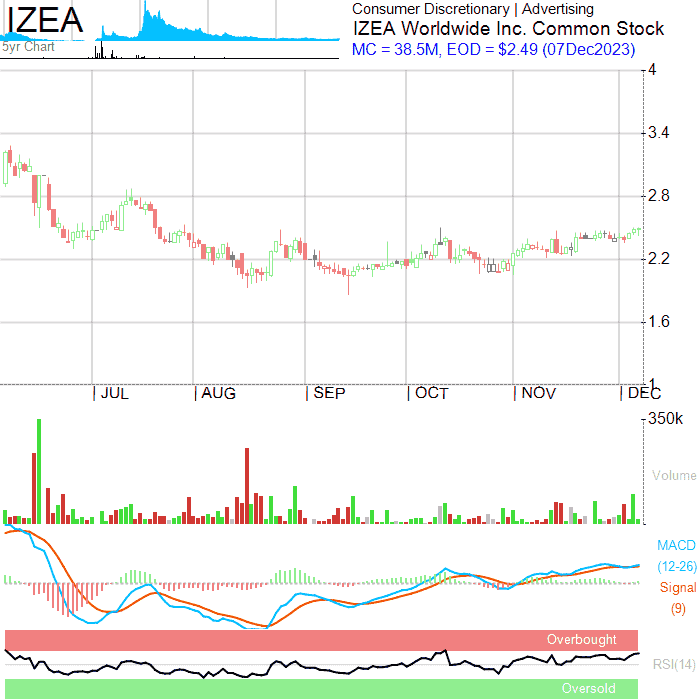 IZEA
5yr Chart
Consumer Discretionary | Advertising
IZEA Worldwide Inc. Common Stock
MC = 38.5M, EOD = $2.49 (07Dec2023)
4
3.4
2.8
2.2
1.6
1
| JUL | AUG | SEP | OCT | NOV | DEC
350k
Volume
MACD
(12-26)
Signal
(9)
Overbought
RSI(14)
Oversold